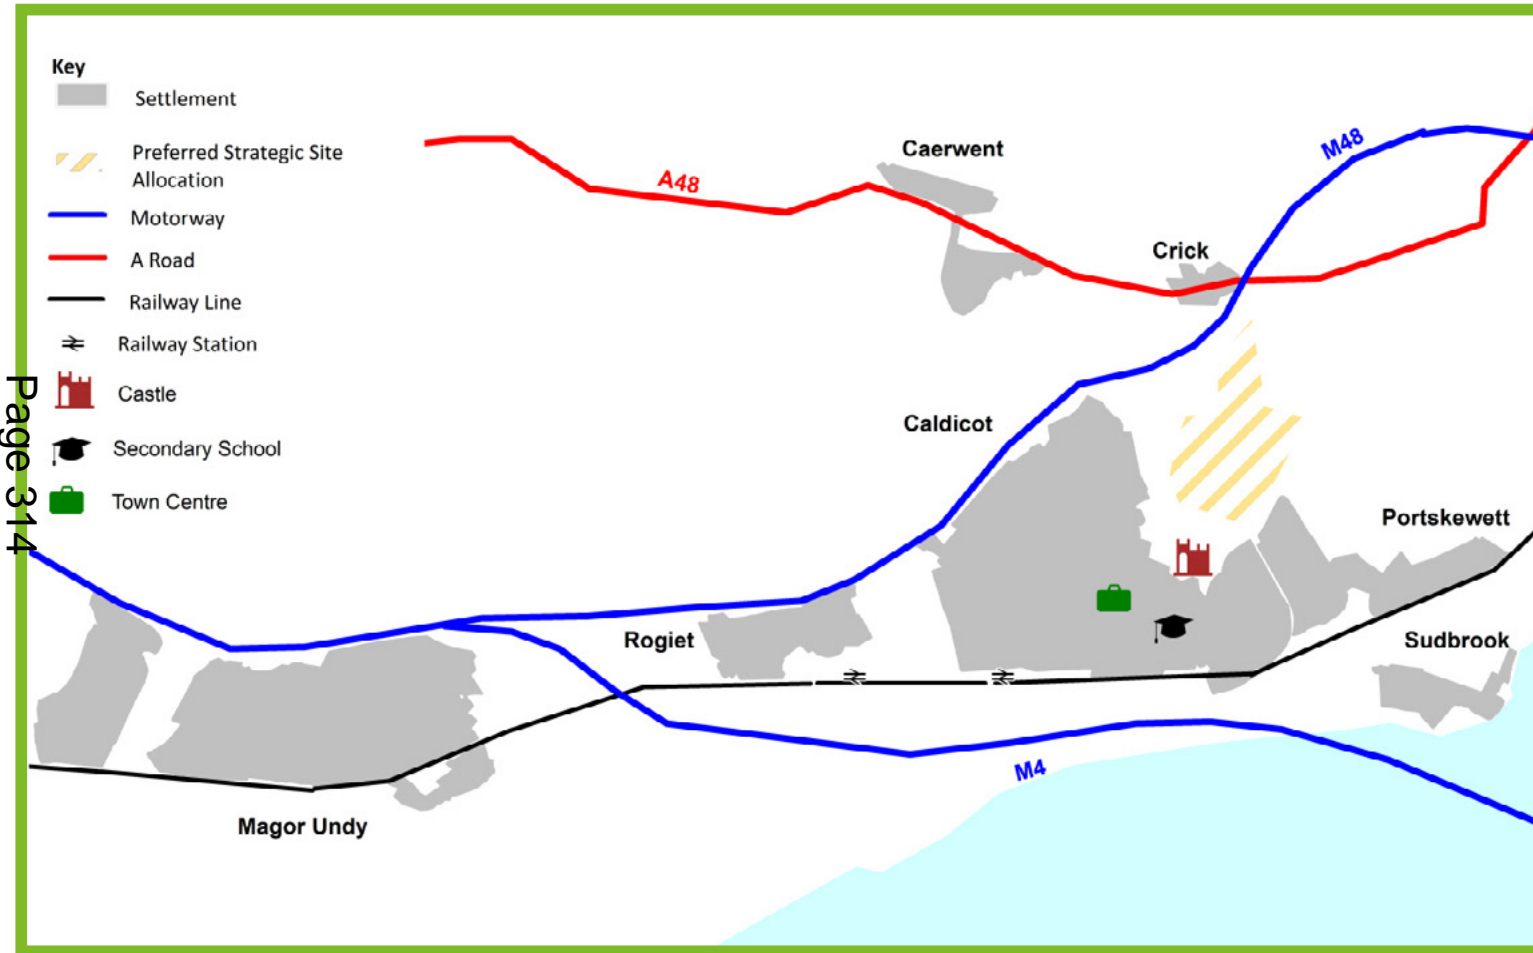 Key
Settlement
Preferred Strategic Site
Allocation
Motorway
A Road
Railway Line
Railway Station
Castle
Secondary School
Town Centre
Page 314
A48
Caerwent
M48
Crick
Caldicot
Portskewett
Rogiet
Sudbrook
M4
Magor Undy